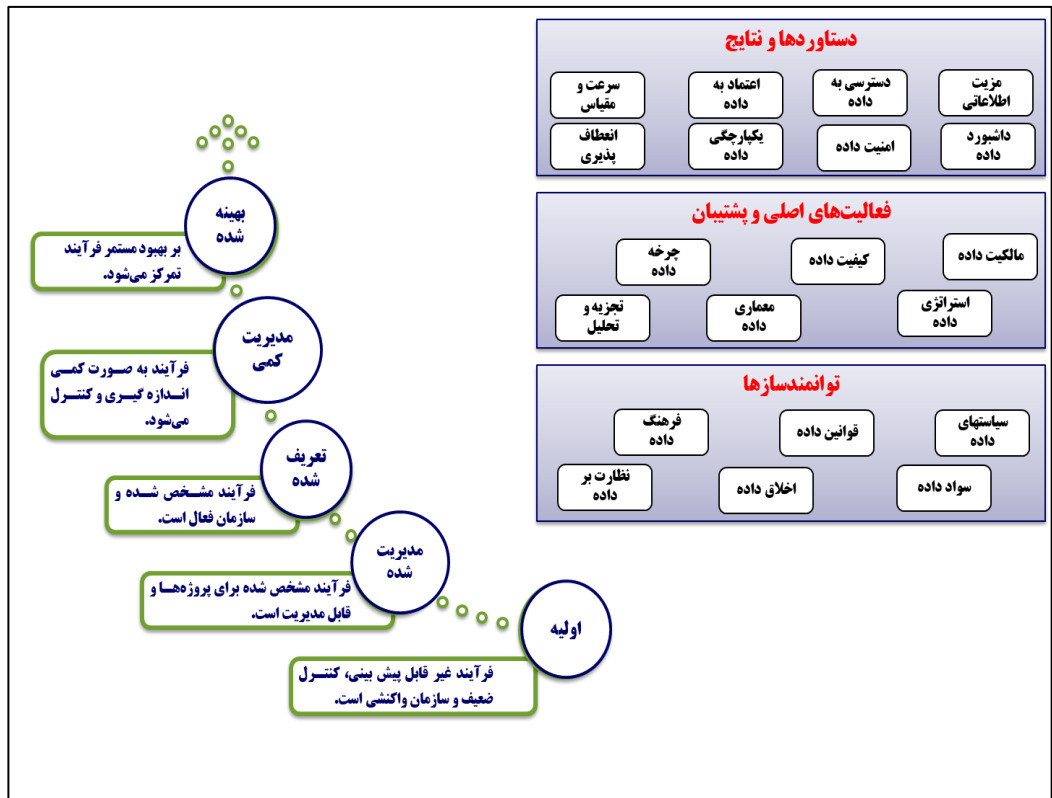 دستاوردها و نتایج
مزیت
اطلاعاتی
دسترسی به
داده
اعتماد به
داده
سرعت و
مقیاس
داشبورد
داده
امنیت داده
یکپارچگی
داده
انعطاف
پذیری
فعالیت‌های اصلی و پشتیبان
مالکیت داده
کیفیت داده
چرخه
داده
استراتژی
داده
معماری
داده
تجزیه و
تحلیل
توانمندسازها
سیاستهای
داده
قوانین داده
فرهنگ
داده
سواد داده
اخلاق داده
نظارت بر
داده
بهینه
شده
بر بهبود مستمر فرآیند
تمرکز می‌شود.
مدیریت
کمی
فرآیند به صورت کمی
اندازه گیری و کنترل
می‌شود.
تعریف
شده
فرآیند مشخص شده و
سازمان فعال است.
مدیریت
شده
فرآیند مشخص شده برای پروژه‌ها و
قابل مدیریت است.
اولیه
فرآیند غیر قابل پیش بینی، کنترل
ضعیف و سازمان واکنشی است.